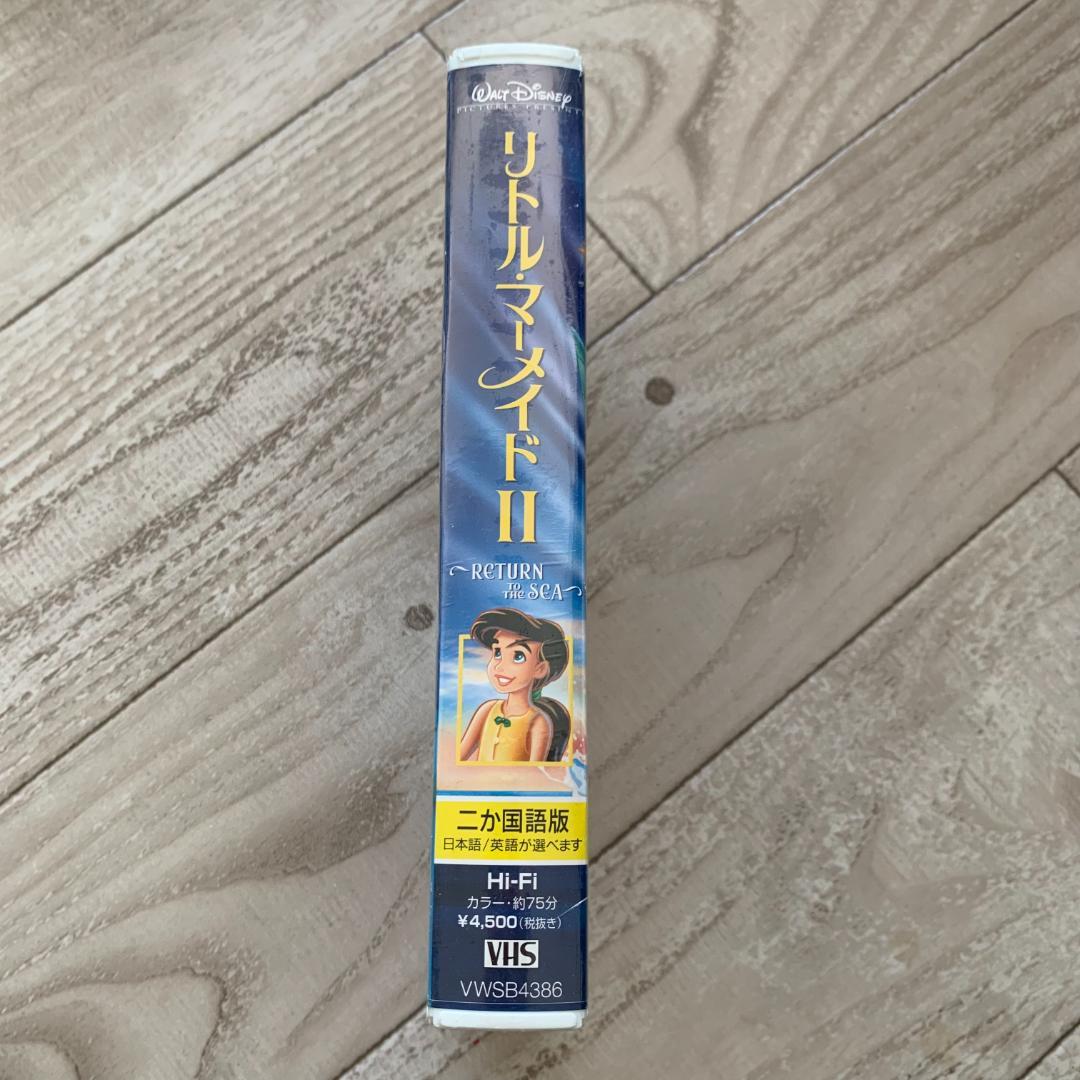 WALT DISNEY
PICTURES PRESENTS
リトル・マーメイドII
〜RETURN
TO THE SEA〜
二か国語版
日本語/英語が選べます
Hi-Fi
カラー・約75分
¥4,500(税抜き)
VHS
VWSB4386